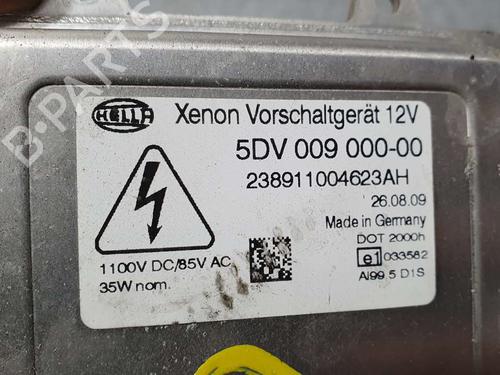 B-PARTS
HELLA
Xenon Vorschaltgerät 12V
5DV 009 000-00
238911004623AH
26.08.09
Made in Germany
DOT 2000h
e1 033582
Al99.5 D1S
1100V DC/85V AC
35W nom.